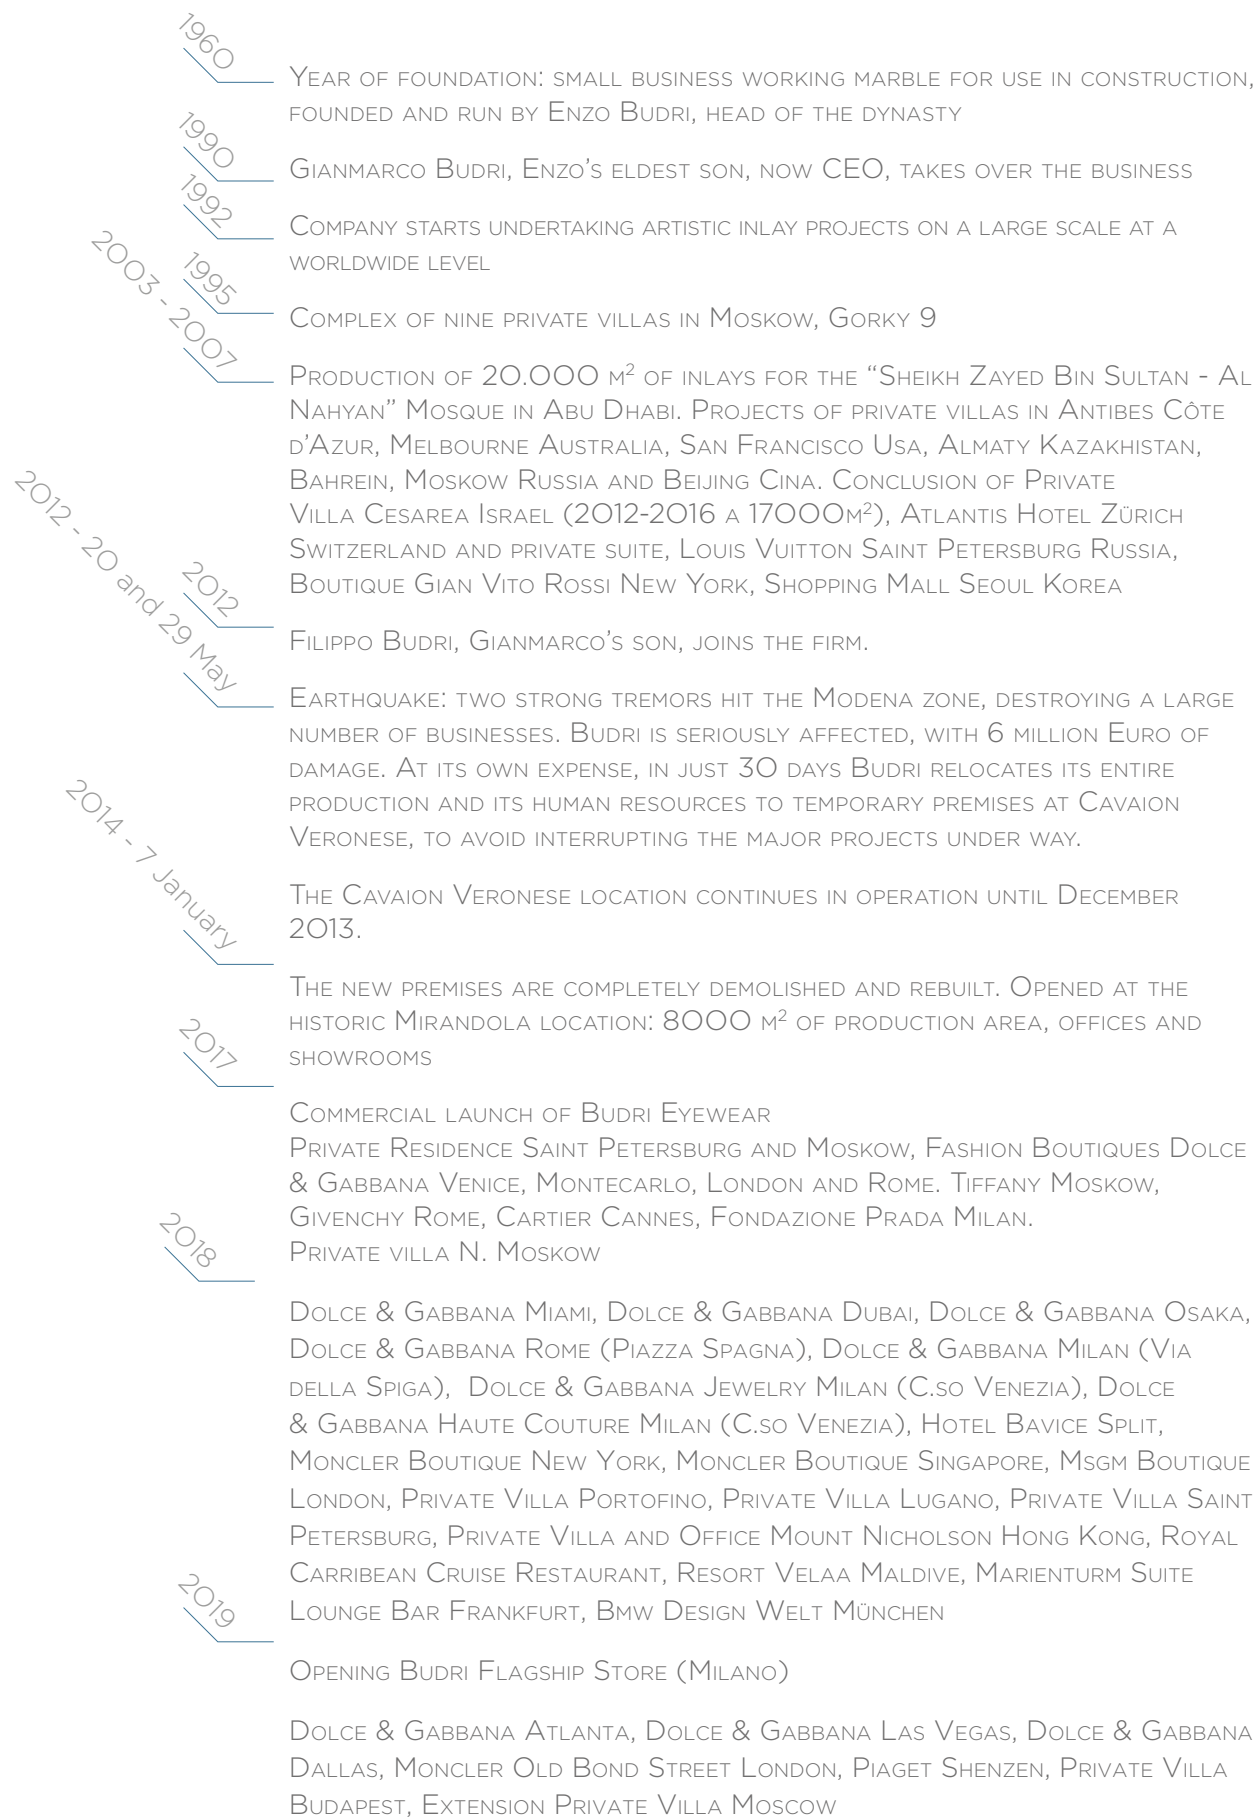 1960
Year of foundation: small business working marble for use in construction,
founded and run by Enzo Budri, head of the dynasty
1990
Gianmarco Budri, Enzo’s eldest son, now CEO, takes over the business
1992
Company starts undertaking artistic inlay projects on a large scale at a
worldwide level
1995
Complex of nine private villas in Moskow, Gorky 9
2003 - 2007
Production of 20.000 m² of inlays for the “Sheikh Zayed Bin Sultan - Al
Nahyan” Mosque in Abu Dhabi. Projects of private villas in Antibes Côte
d’Azur, Melbourne Australia, San Francisco Usa, Almaty Kazakhistan,
Bahrein, Moskow Russia and Beijing Cina. Conclusion of Private
Villa Cesarea Israel (2012-2016 a 17000m²), Atlantis Hotel Zürich
Switzerland and private suite, Louis Vuitton Saint Petersburg Russia,
Boutique Gian Vito Rossi New York, Shopping Mall Seoul Korea
2012
Filippo Budri, Gianmarco’s son, joins the firm.
2012 - 20 and 29 May
Earthquake: two strong tremors hit the Modena zone, destroying a large
number of businesses. Budri is seriously affected, with 6 million Euro of
damage. At its own expense, in just 30 days Budri relocates its entire
production and its human resources to temporary premises at Cavaion
Veronese, to avoid interrupting the major projects under way.
The Cavaion Veronese location continues in operation until December
2013.
2014 - 7 January
The new premises are completely demolished and rebuilt. Opened at the
historic Mirandola location: 8000 m² of production area, offices and
showrooms
2017
Commercial launch of Budri Eyewear
Private Residence Saint Petersburg and Moskow, Fashion Boutiques Dolce
& Gabbana Venice, Montecarlo, London and Rome. Tiffany Moskow,
Givenchy Rome, Cartier Cannes, Fondazione Prada Milan.
Private villa N. Moskow
2018
Dolce & Gabbana Miami, Dolce & Gabbana Dubai, Dolce & Gabbana Osaka,
Dolce & Gabbana Rome (Piazza Spagna), Dolce & Gabbana Milan (Via
della Spiga), Dolce & Gabbana Jewelry Milan (C.so Venezia), Dolce
& Gabbana Haute Couture Milan (C.so Venezia), Hotel Bavice Split,
Moncler Boutique New York, Moncler Boutique Singapore, Msgm Boutique
London, Private Villa Portofino, Private Villa Lugano, Private Villa Saint
Petersburg, Private Villa and Office Mount Nicholson Hong Kong, Royal
Carribean Cruise Restaurant, Resort Velaa Maldive, Marienturm Suite
Lounge Bar Frankfurt, Bmw Design Welt München
2019
Opening Budri Flagship Store (Milano)
Dolce & Gabbana Atlanta, Dolce & Gabbana Las Vegas, Dolce & Gabbana
Dallas, Moncler Old Bond Street London, Piaget Shenzen, Private Villa
Budapest, Extension Private Villa Moscow